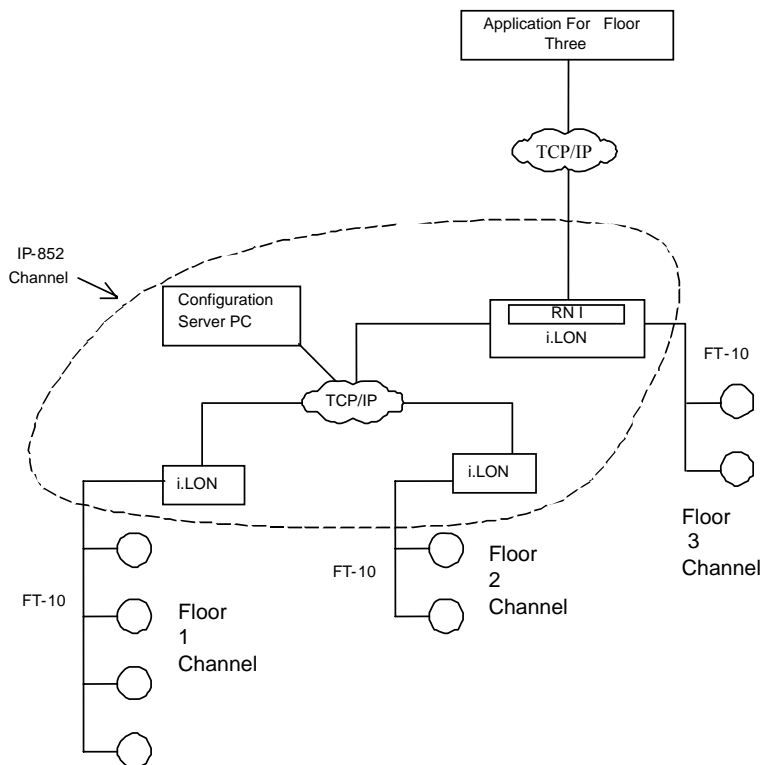 Application For Floor
Three
TCP/IP
IP-852
Channel
Configuration
Server PC
RN I
i.LON
FT-10
TCP/IP
i.LON
i.LON
Floor
3
Channel
FT-10
Floor
2
Channel
FT-10
Floor
1
Channel